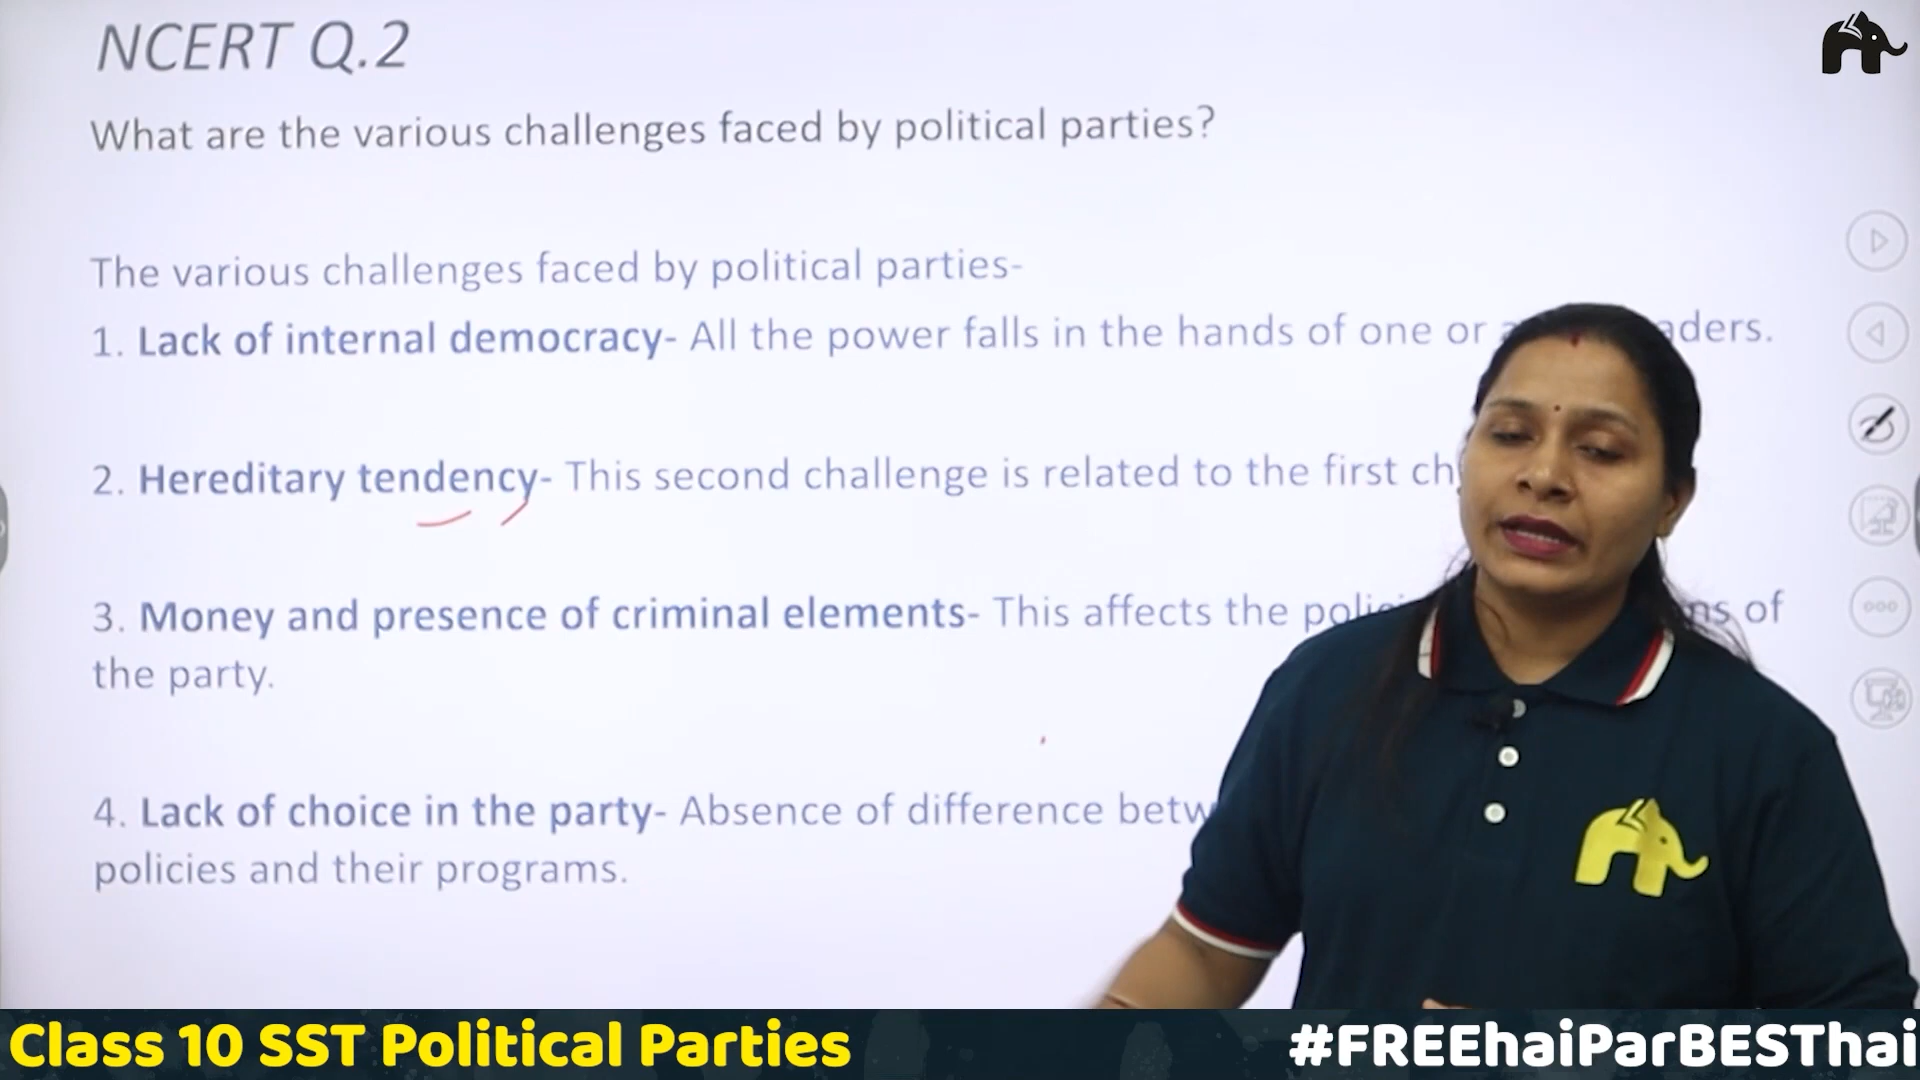 NCERT Q.2
What are the various challenges faced by political parties?
The various challenges faced by political parties-
1. Lack of internal democracy- All the power falls in the hands of one or
2. Hereditary tendency- This second challenge is related to the first
3. Money and presence of criminal elements- This affects the of
the party.
4. Lack of choice in the party- Absence of difference
policies and their programs.
Class 10 SST Political Parties
#FREEhaiParBESThai